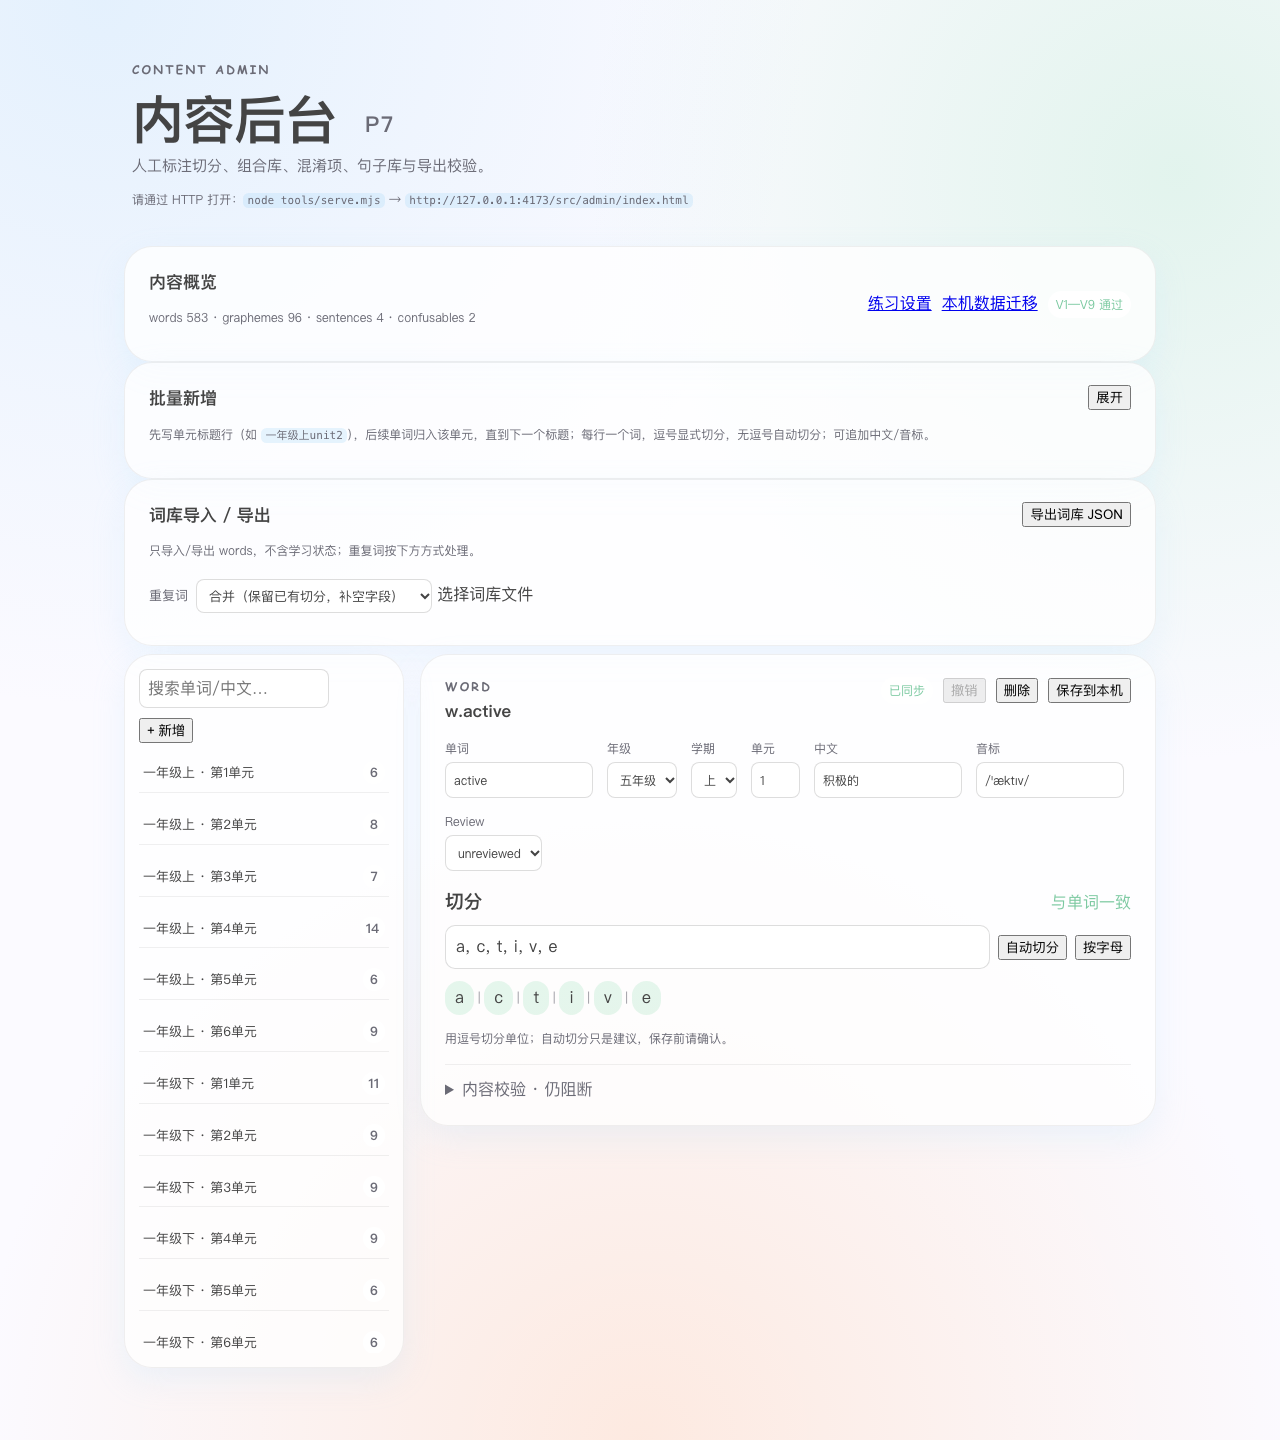 CONTENT ADMIN
内容后台 P7
人工标注切分、组合库、混淆项、句子库与导出校验。
请通过 HTTP 打开： node tools/serve.mjs → http://127.0.0.1:4173/src/admin/index.html
内容概览
words 583 · graphemes 96 · sentences 4 · confusables 2
练习设置 本机数据迁移 V1—V9 通过
批量新增
展开
先写单元标题行（如 一年级上unit2），后续单词归入该单元，直到下一个标题；每行一个词，逗号显式切分，无逗号自动切分；可追加中文/音标。
词库导入 / 导出
导出词库 JSON
只导入/导出 words，不含学习状态；重复词按下方方式处理。
重复词 合并（保留已有切分，补空字段） 选择词库文件
搜索单词/中文…
+ 新增
一年级上 · 第1单元 6
一年级上 · 第2单元 8
一年级上 · 第3单元 7
一年级上 · 第4单元 14
一年级上 · 第5单元 6
一年级上 · 第6单元 9
一年级下 · 第1单元 11
一年级下 · 第2单元 9
一年级下 · 第3单元 9
一年级下 · 第4单元 9
一年级下 · 第5单元 6
一年级下 · 第6单元 6
WORD
w.active
已同步 撤销 删除 保存到本机
单词 年级 学期 单元 中文 音标
active 五年级 上 1 积极的 /ˈæktɪv/
Review
unreviewed
切分 与单词一致
a, c, t, i, v, e 自动切分 按字母
a | c | t | i | v | e
用逗号切分单位；自动切分只是建议，保存前请确认。
▶ 内容校验 · 仍阻断